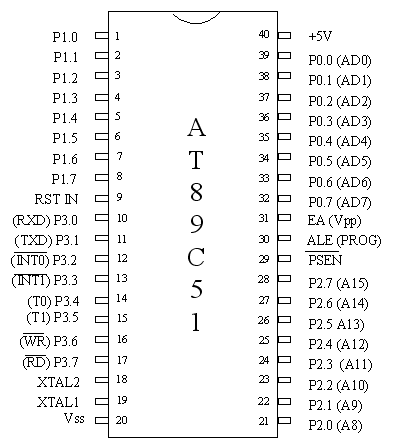 P1.0 1 40 +5V
P1.1 2 39 P0.0 (AD0)
P1.2 3 38 P0.1 (AD1)
P1.3 4 37 P0.2 (AD2)
P1.4 5 36 P0.3 (AD3)
P1.5 6 35 P0.4 (AD4)
P1.6 7 34 P0.5 (AD5)
P1.7 8 33 P0.6 (AD6)
RST IN 9 32 P0.7 (AD7)
(RXD) P3.0 10 31 EA (Vpp)
(TXD) P3.1 11 30 ALE (PROG)
(INT0) P3.2 12 29 PSEN
(INT1) P3.3 13 28 P2.7 (A15)
(T0) P3.4 14 27 P2.6 (A14)
(T1) P3.5 15 26 P2.5 A13)
(WR) P3.6 16 25 P2.4 (A12)
(RD) P3.7 17 24 P2.3 (A11)
XTAL2 18 23 P2.2 (A10)
XTAL1 19 22 P2.1 (A9)
Vss 20 21 P2.0 (A8)
AT89C51